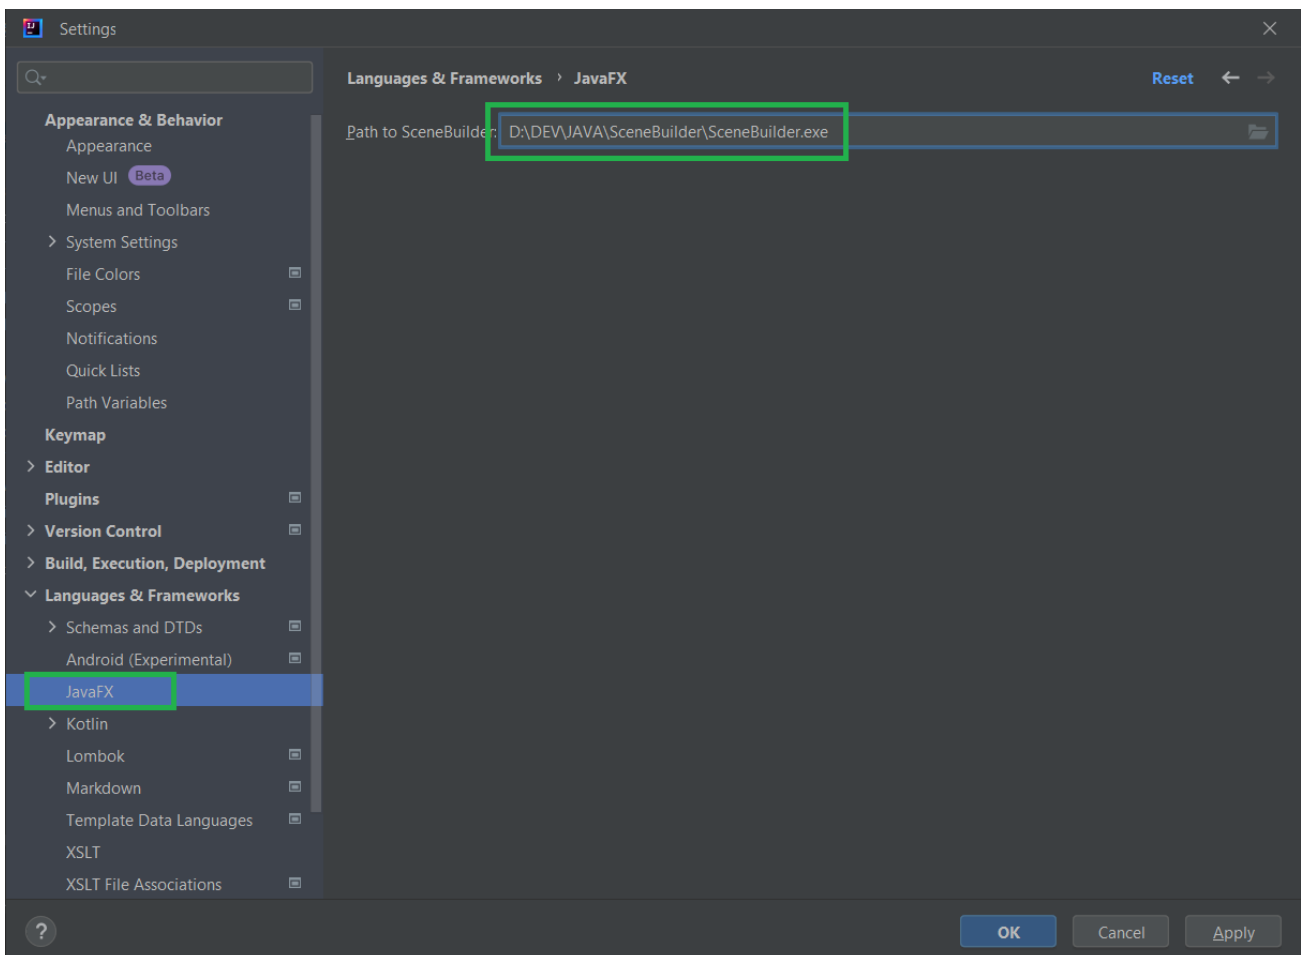 Settings
Languages & Frameworks › JavaFX
Reset
Path to SceneBuilder: D:\DEV\JAVA\SceneBuilder\SceneBuilder.exe
Appearance & Behavior
Appearance
New UI Beta
Menus and Toolbars
System Settings
File Colors
Scopes
Notifications
Quick Lists
Path Variables
Keymap
Editor
Plugins
Version Control
Build, Execution, Deployment
Languages & Frameworks
Schemas and DTDs
Android (Experimental)
JavaFX
Kotlin
Lombok
Markdown
Template Data Languages
XSLT
XSLT File Associations
?
OK
Cancel
Apply